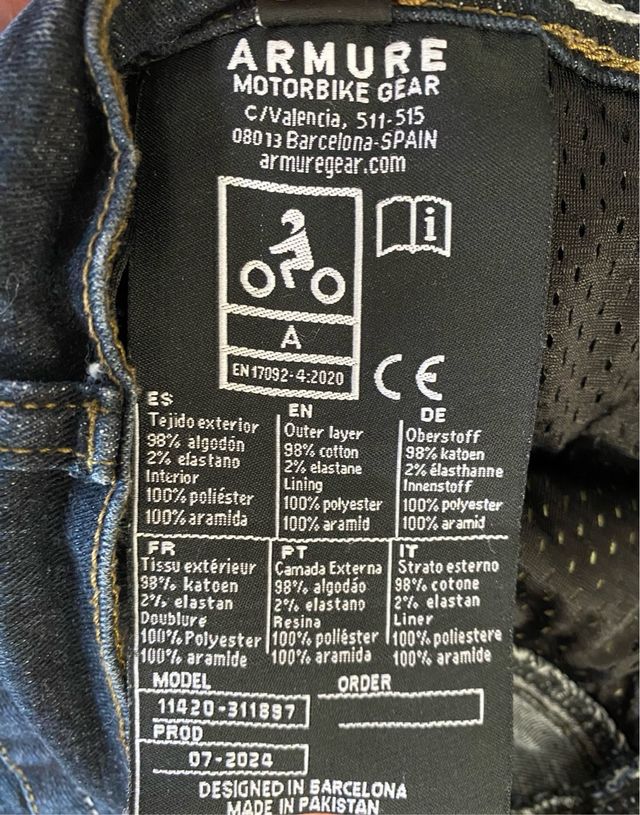 ARMURE
MOTORBIKE GEAR
C/Valencia, 511-515
08013 Barcelona-SPAIN
armuregear.com
i
A
EN 17092-4:2020
CE
ES
Tejido exterior
98% algodón
2% elastano
Interior
100% poliéster
100% aramida
EN
Outer layer
98% cotton
2% elastane
Lining
100% polyester
100% aramid
DE
Oberstoff
98% katoen
2% élasthanne
Innenstoff
100% polyester
100% aramid
FR
Tissu extérieur
98% katoen
2% elastan
Doublure
100% Polyester
100% aramide
PT
Camada Externa
98% algodão
2% elastano
Resina
100% poliéster
100% aramida
IT
Strato esterno
98% cotone
2% elastan
Liner
100% poliestere
100% aramide
MODEL
11420-311897
ORDER
PROD
07-2024
DESIGNED IN BARCELONA
MADE IN PAKISTAN